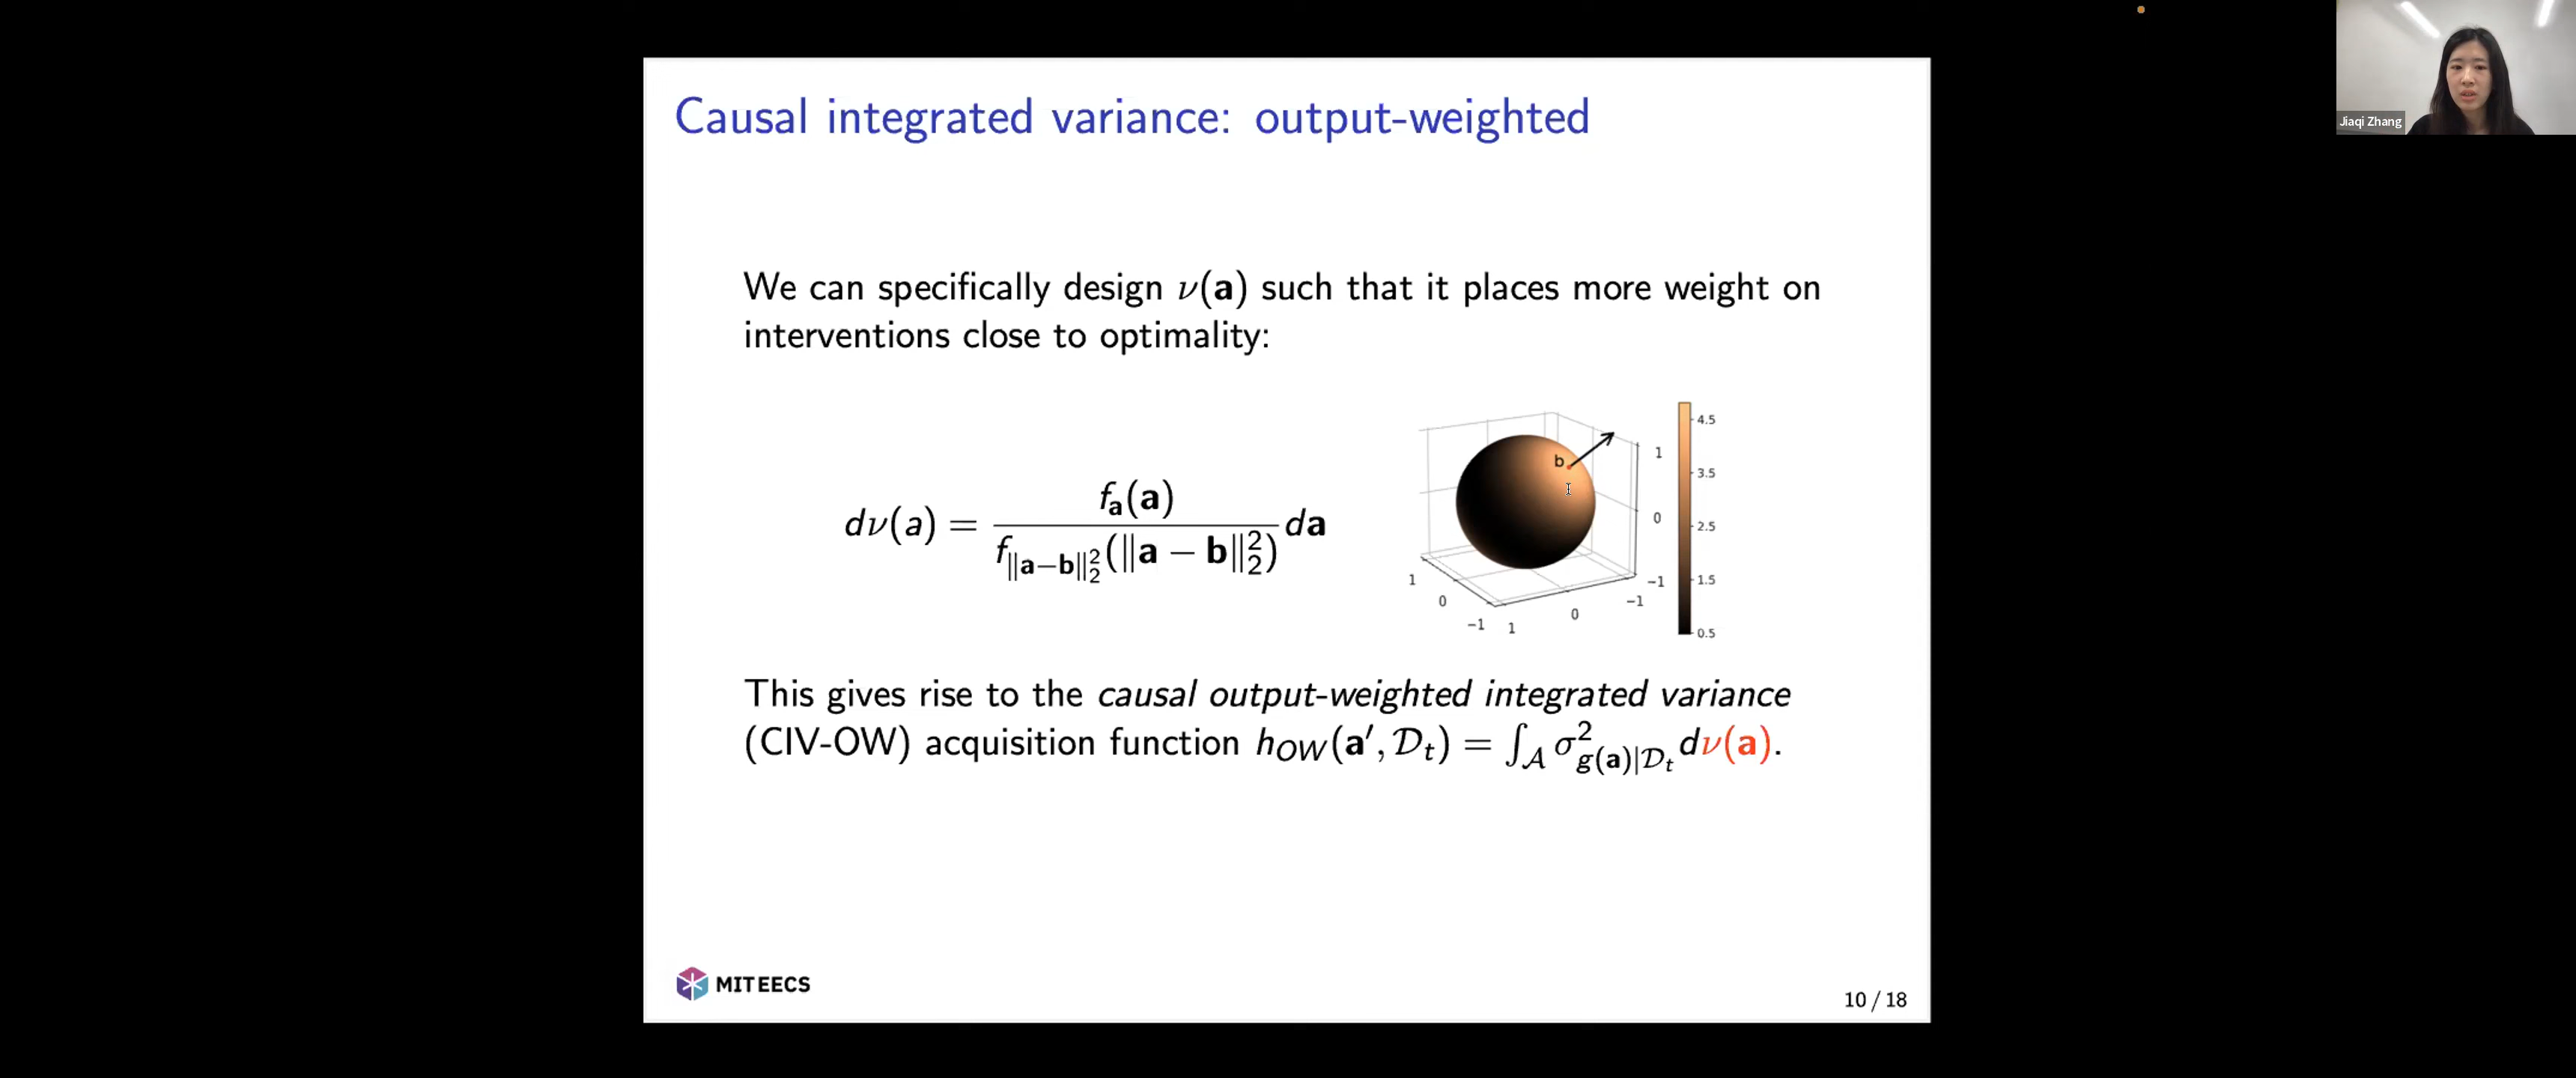 Jiaqi Zhang
Causal integrated variance: output-weighted
We can specifically design ν(a) such that it places more weight on
interventions close to optimality:
dν(a) = f_a(a) / f_{‖a−b‖₂²}(‖a − b‖₂²) da
b
4.5
3.5
2.5
1.5
0.5
1
0
−1
1
0
−1
1
0
−1
This gives rise to the causal output-weighted integrated variance
(CIV-OW) acquisition function h_{OW}(a′, 𝒟_t) = ∫_𝒜 σ²_{g(a)|𝒟_t} dν(a).
MIT EECS
10 / 18